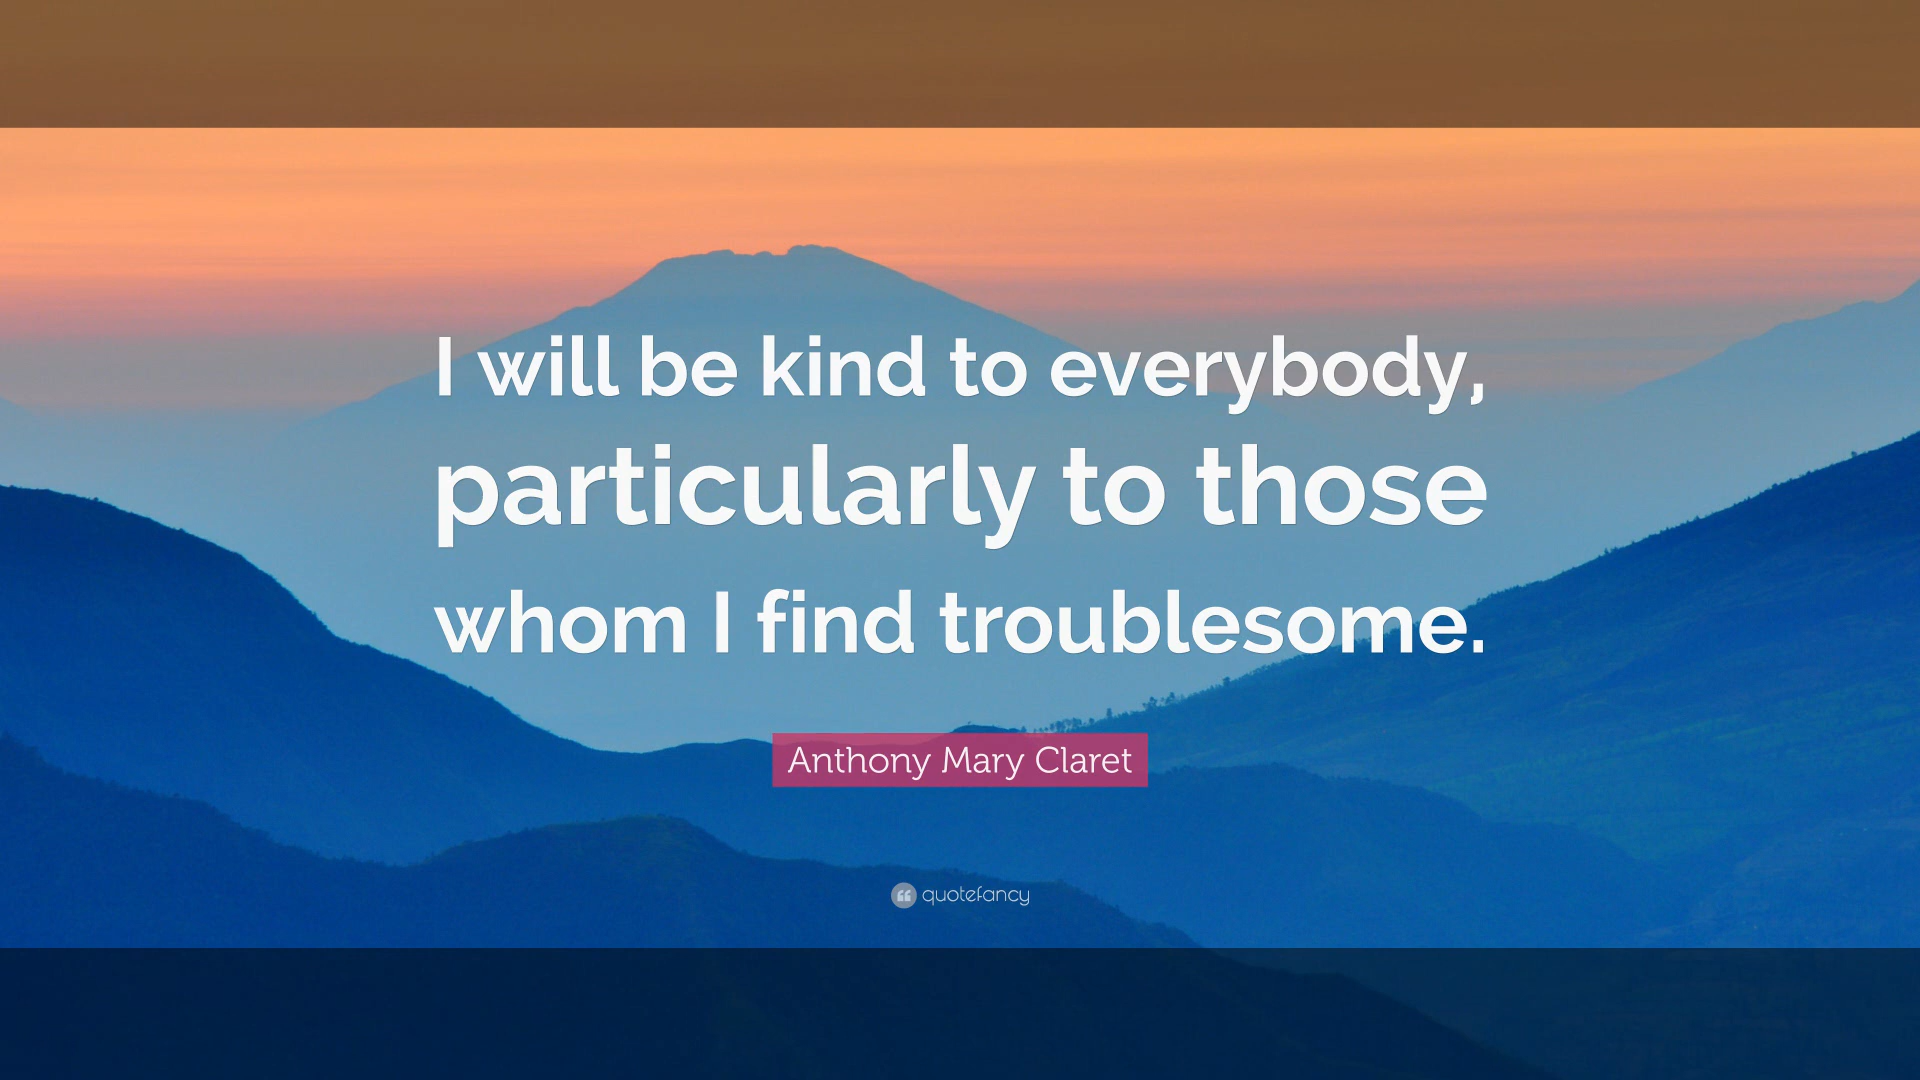 I will be kind to everybody,
particularly to those
whom I find troublesome.
Anthony Mary Claret
quotefancy